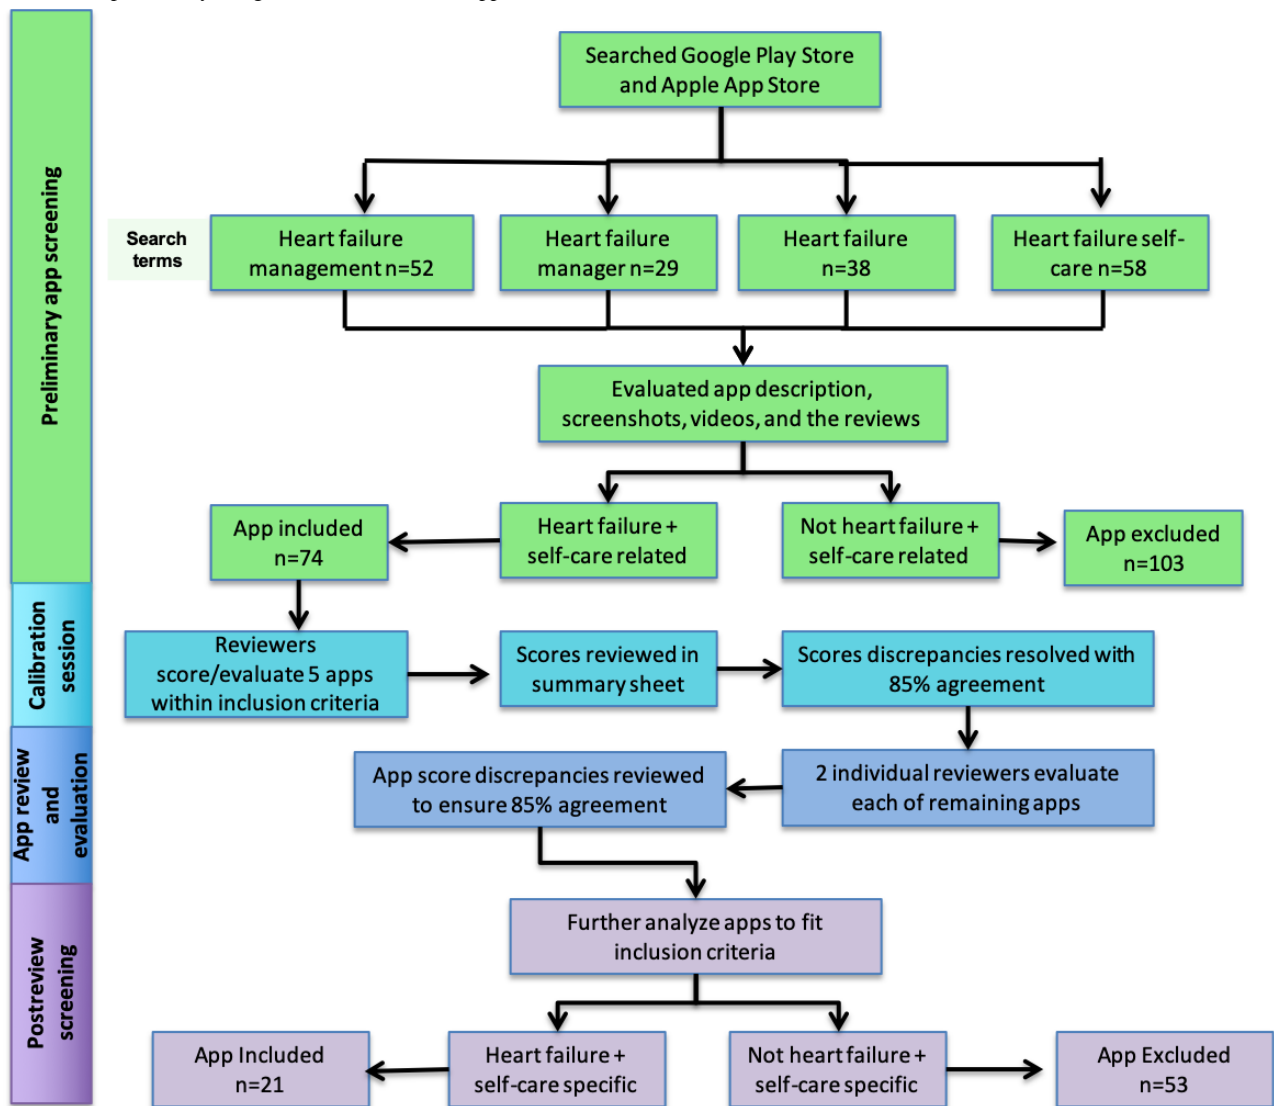 Searched Google Play Store
and Apple App Store
Preliminary app screening
Search
terms
Heart failure
management n=52
Heart failure
manager n=29
Heart failure
n=38
Heart failure self-
care n=58
Evaluated app description,
screenshots, videos, and the reviews
App included
n=74
Heart failure +
self-care related
Not heart failure +
self-care related
App excluded
n=103
Calibration
session
Reviewers
score/evaluate 5 apps
within inclusion criteria
Scores reviewed in
summary sheet
Scores discrepancies resolved with
85% agreement
App review
and
evaluation
App score discrepancies reviewed
to ensure 85% agreement
2 individual reviewers evaluate
each of remaining apps
Postreview
screening
Further analyze apps to fit
inclusion criteria
App Included
n=21
Heart failure +
self-care specific
Not heart failure +
self-care specific
App Excluded
n=53